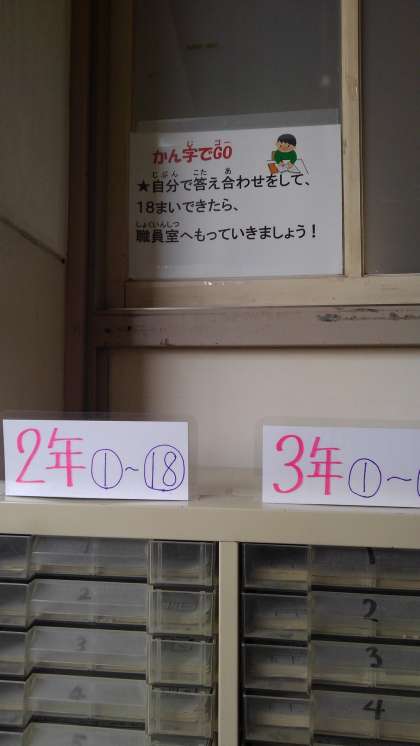 かん字でGO
★自分で答え合わせをして、
18まいできたら、
職員室へもっていきましょう！
2年①~⑱
3年①~
1
2
3
4
2
3
4